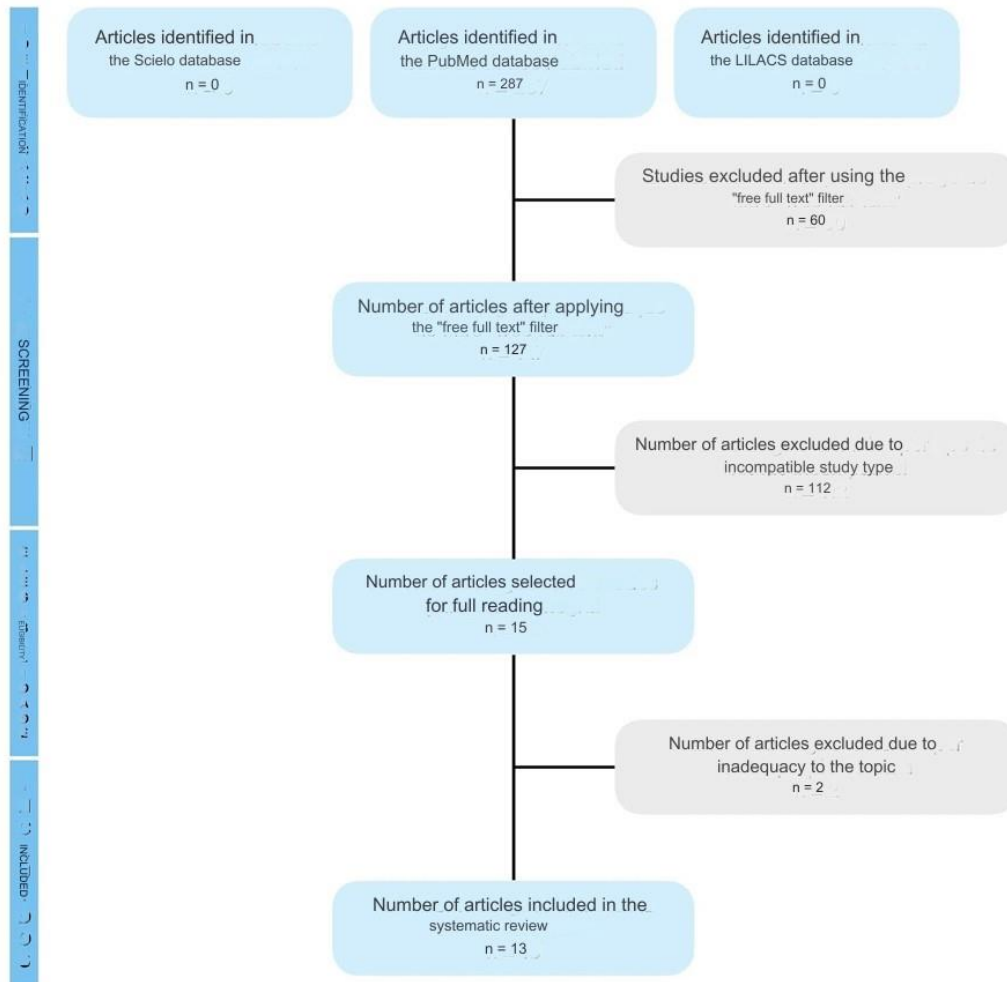 Articles identified in
the Scielo database
n = 0
Articles identified in
the PubMed database
n = 287
Articles identified in
the LILACS database
n = 0
IDENTIFICATION
Studies excluded after using the
"free full text" filter
n = 60
Number of articles after applying
the "free full text" filter
n = 127
SCREENING
Number of articles excluded due to
incompatible study type
n = 112
Number of articles selected
for full reading
n = 15
ELIGIBILITY
Number of articles excluded due to
inadequacy to the topic
n = 2
INCLUDED
Number of articles included in the
systematic review
n = 13